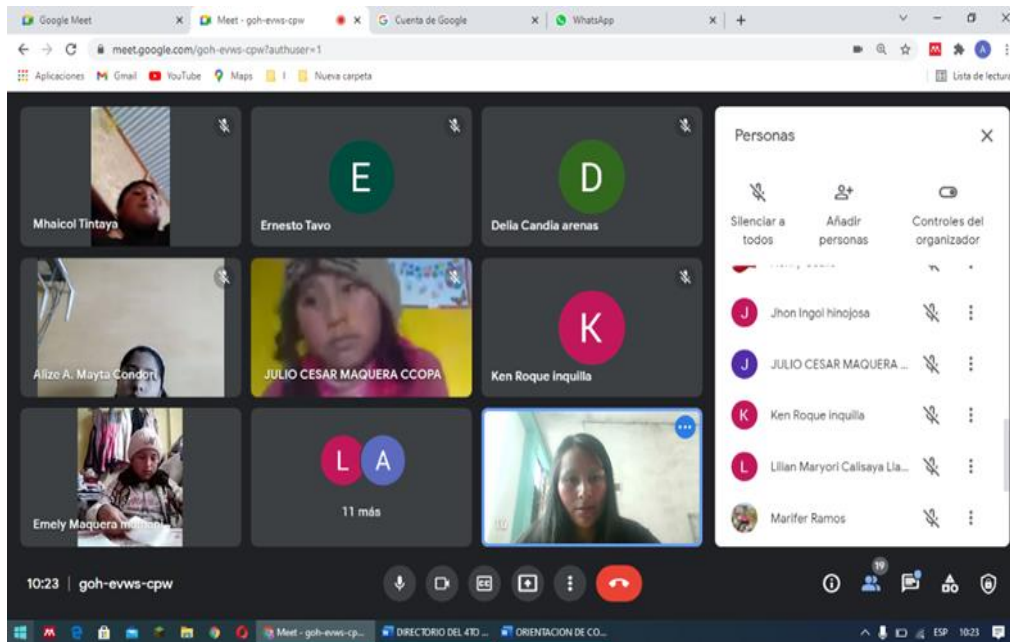 Google Meet
Meet - goh-evws-cpw
Cuenta de Google
WhatsApp
meet.google.com/goh-evws-cpw?authuser=1
Aplicaciones
Gmail
YouTube
Maps
I
Nueva carpeta
Lista de lectura
Mhaicol Tintaya
E
Ernesto Tavo
D
Delia Candia arenas
Alize A. Mayta Condori
JULIO CESAR MAQUERA CCOPA
K
Ken Roque inquilla
Emely Maquera mamani
L A
11 más
Tú
Personas
Silenciar a todos
Añadir personas
Controles del organizador
J Jhon Ingol hinojosa
J JULIO CESAR MAQUERA ...
K Ken Roque inquilla
L Lilian Maryori Calisaya Lla...
Marifer Ramos
10:23 | goh-evws-cpw
19
Meet - goh-evws-cp...
DIRECTORIO DEL 4TO ...
ORIENTACION DE CO...
ESP
10:23